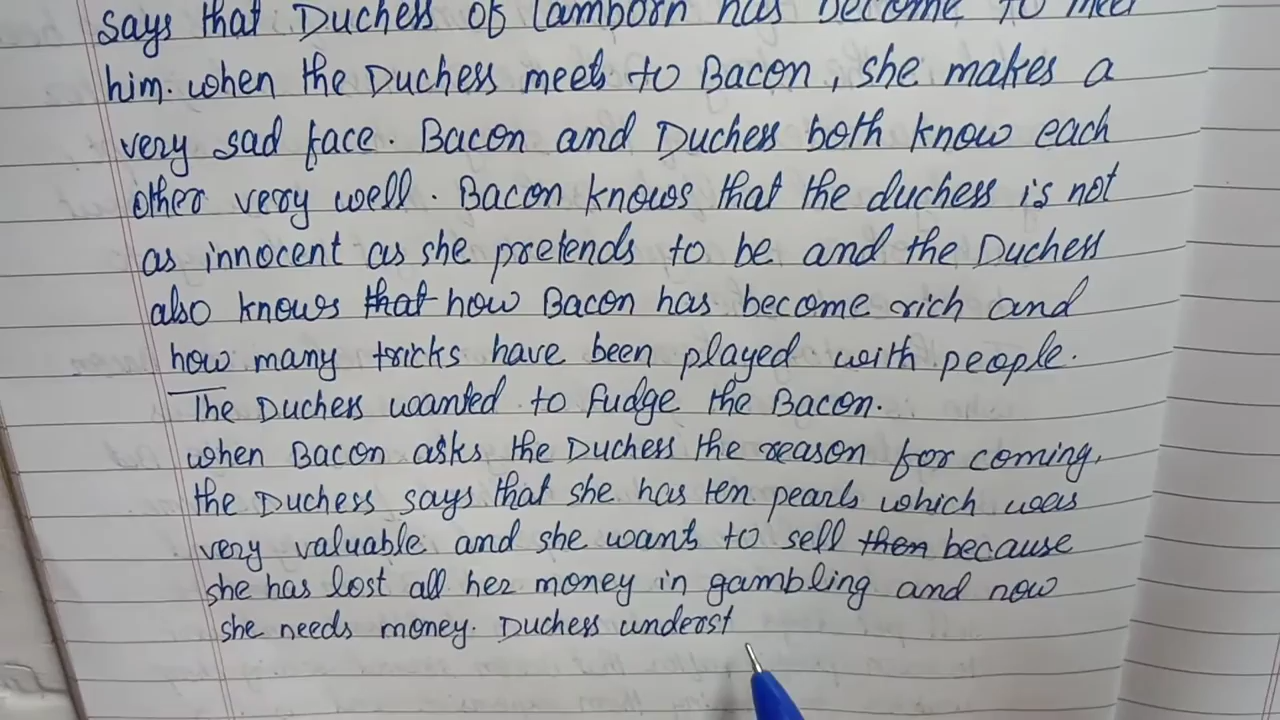 says that Duchess of Lamborn has become to meet
him. when the Duchess meets to Bacon, she makes a
very sad face. Bacon and Duchess both know each
other very well. Bacon knows that the duchess is not
as innocent as she pretends to be and the Duchess
also knows that how Bacon has become rich and
how many tricks have been played with people.
The Duchess wanted to fudge the Bacon.
when Bacon asks the Duchess the reason for coming,
the Duchess says that she has ten pearls which was
very valuable and she wants to sell them because
she has lost all her money in gambling and now
she needs money. Duchess underst